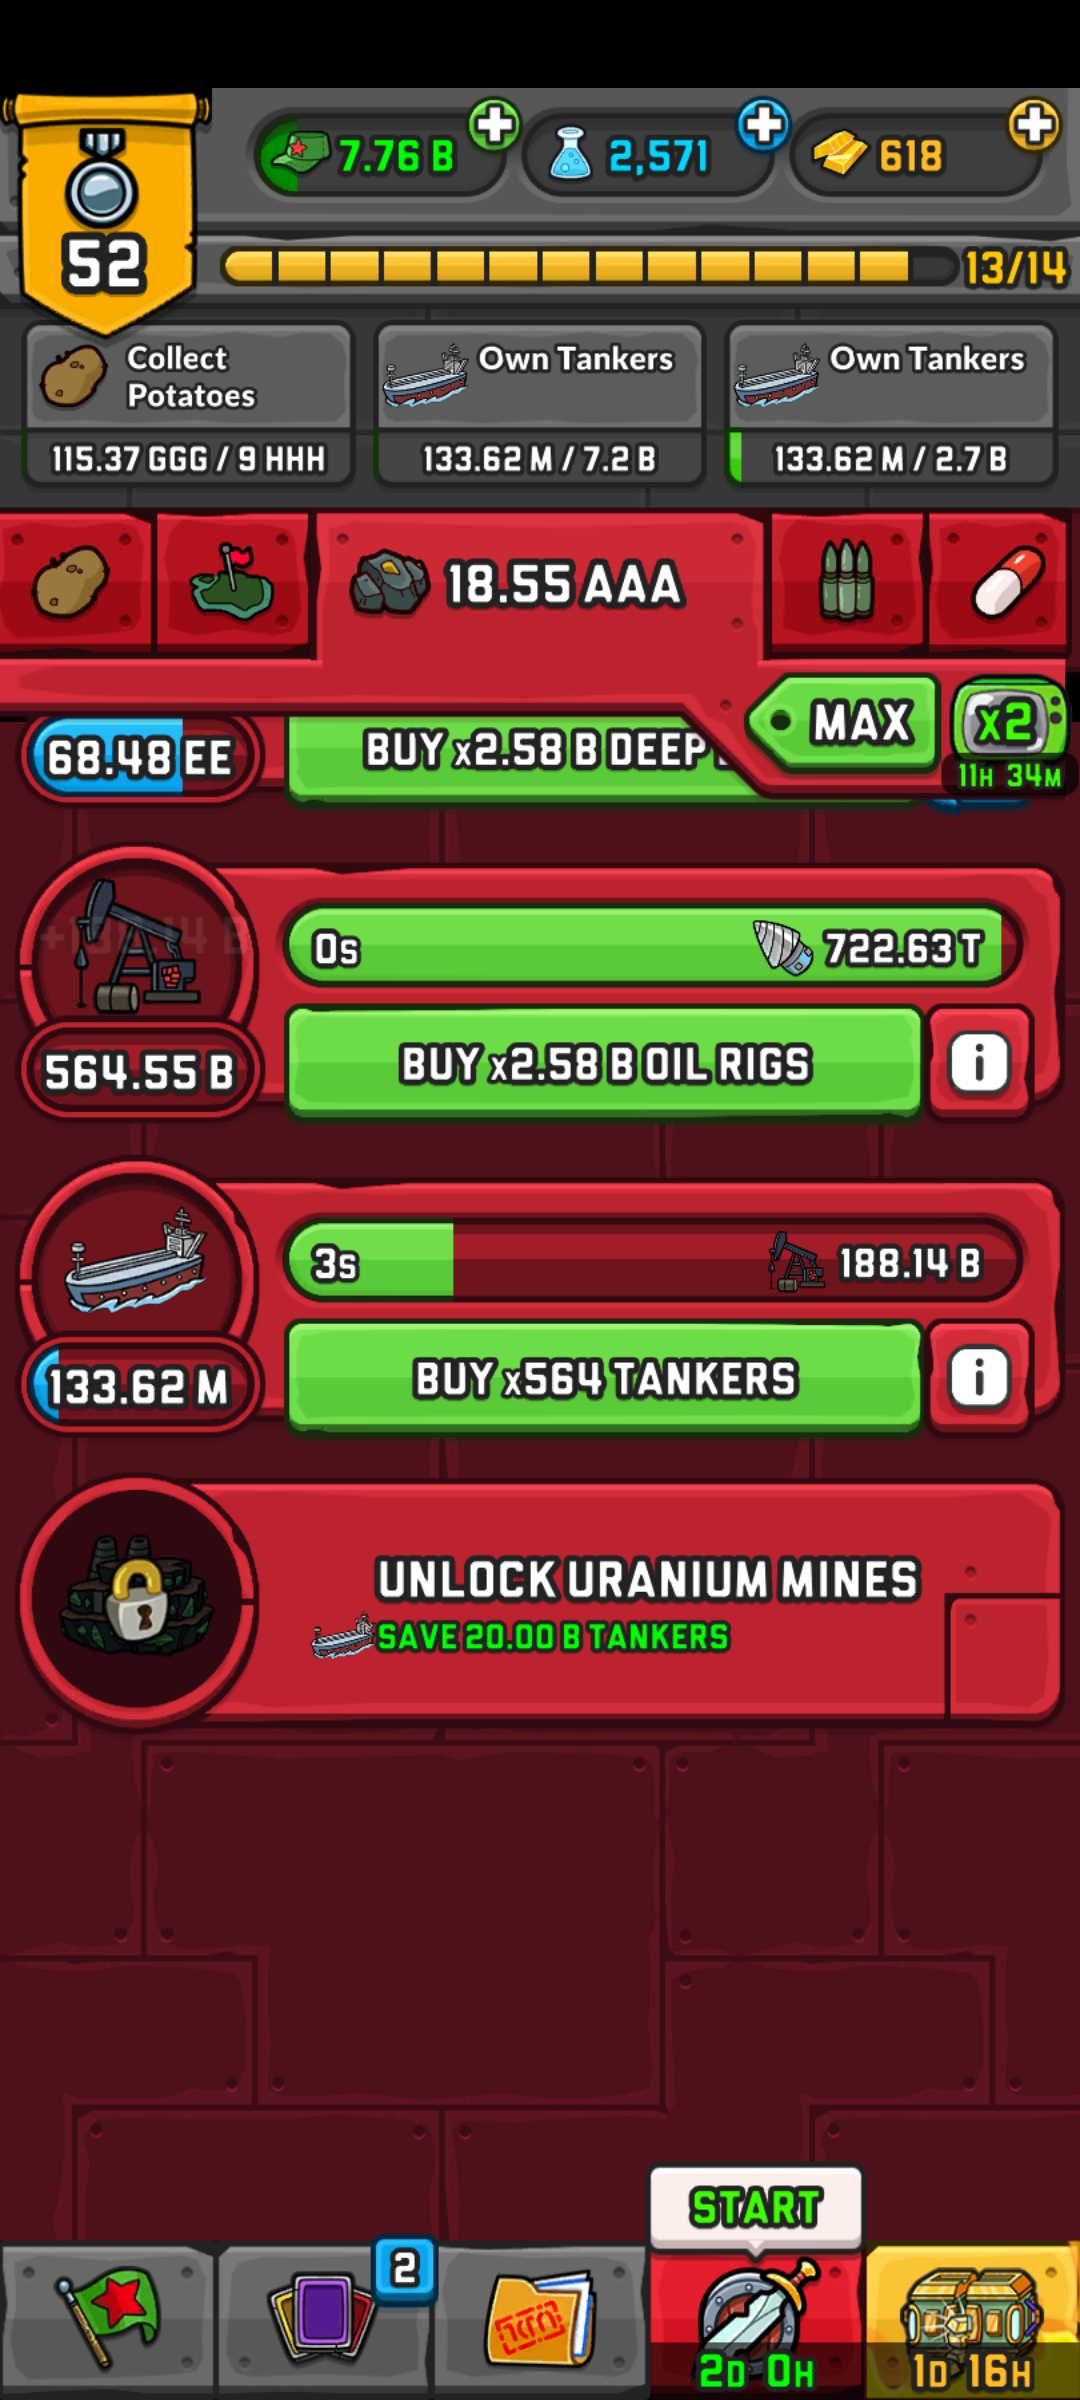 7.76 B
2,571
618
52
13/14
Collect
Potatoes
115.37 GGG / 9 HHH
Own Tankers
133.62 M / 7.2 B
Own Tankers
133.62 M / 2.7 B
18.55 AAA
MAX
x2
11H 34M
68.48 EE
BUY x2.58 B DEEP
0s
722.63 T
564.55 B
BUY x2.58 B OIL RIGS
i
3s
188.14 B
133.62 M
BUY x564 TANKERS
i
UNLOCK URANIUM MINES
SAVE 20.00 B TANKERS
START
2
2D 0H
1D 16H